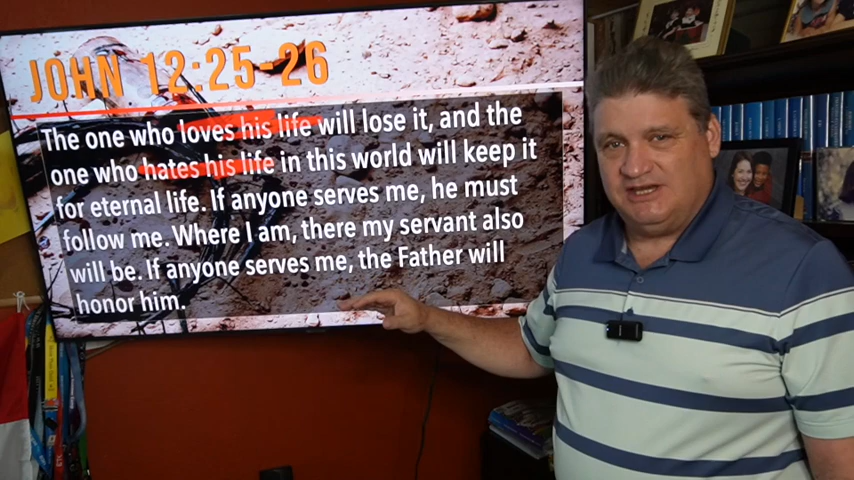 JOHN 12:25-26
The one who loves his life will lose it, and the
one who hates his life in this world will keep it
for eternal life. If anyone serves me, he must
follow me. Where I am, there my servant also
will be. If anyone serves me, the Father will
honor him.